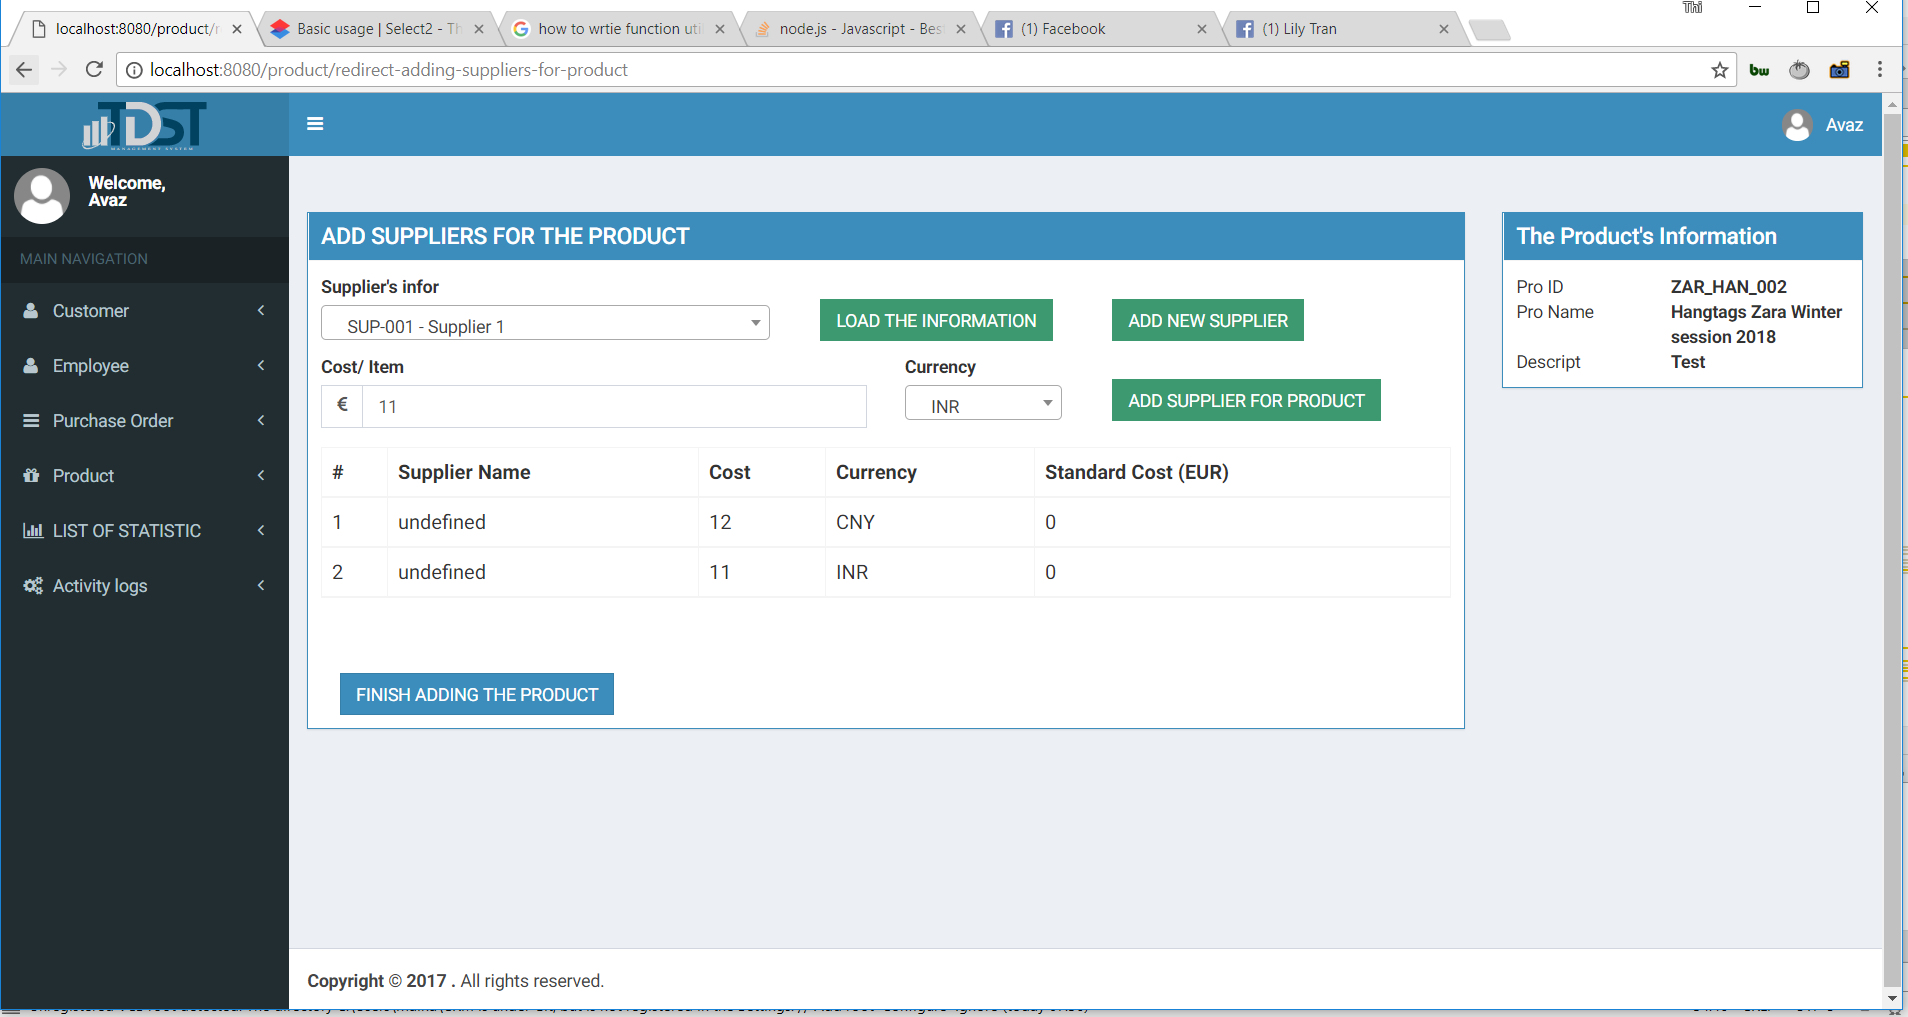 Thi
localhost:8080/product/r
Basic usage | Select2 - Th
how to wrtie function uti
node.js - Javascript - Bes
(1) Facebook
(1) Lily Tran
localhost:8080/product/redirect-adding-suppliers-for-product
bw
TDST
MANAGEMENT SYSTEM
Avaz
Welcome,
Avaz
MAIN NAVIGATION
Customer
Employee
Purchase Order
Product
LIST OF STATISTIC
Activity logs
ADD SUPPLIERS FOR THE PRODUCT
Supplier's infor
SUP-001 - Supplier 1
LOAD THE INFORMATION
ADD NEW SUPPLIER
Cost/ Item
Currency
€ 11
INR
ADD SUPPLIER FOR PRODUCT
# Supplier Name Cost Currency Standard Cost (EUR)
1 undefined 12 CNY 0
2 undefined 11 INR 0
FINISH ADDING THE PRODUCT
The Product's Information
Pro ID ZAR_HAN_002
Pro Name Hangtags Zara Winter
session 2018
Descript Test
Copyright © 2017 . All rights reserved.